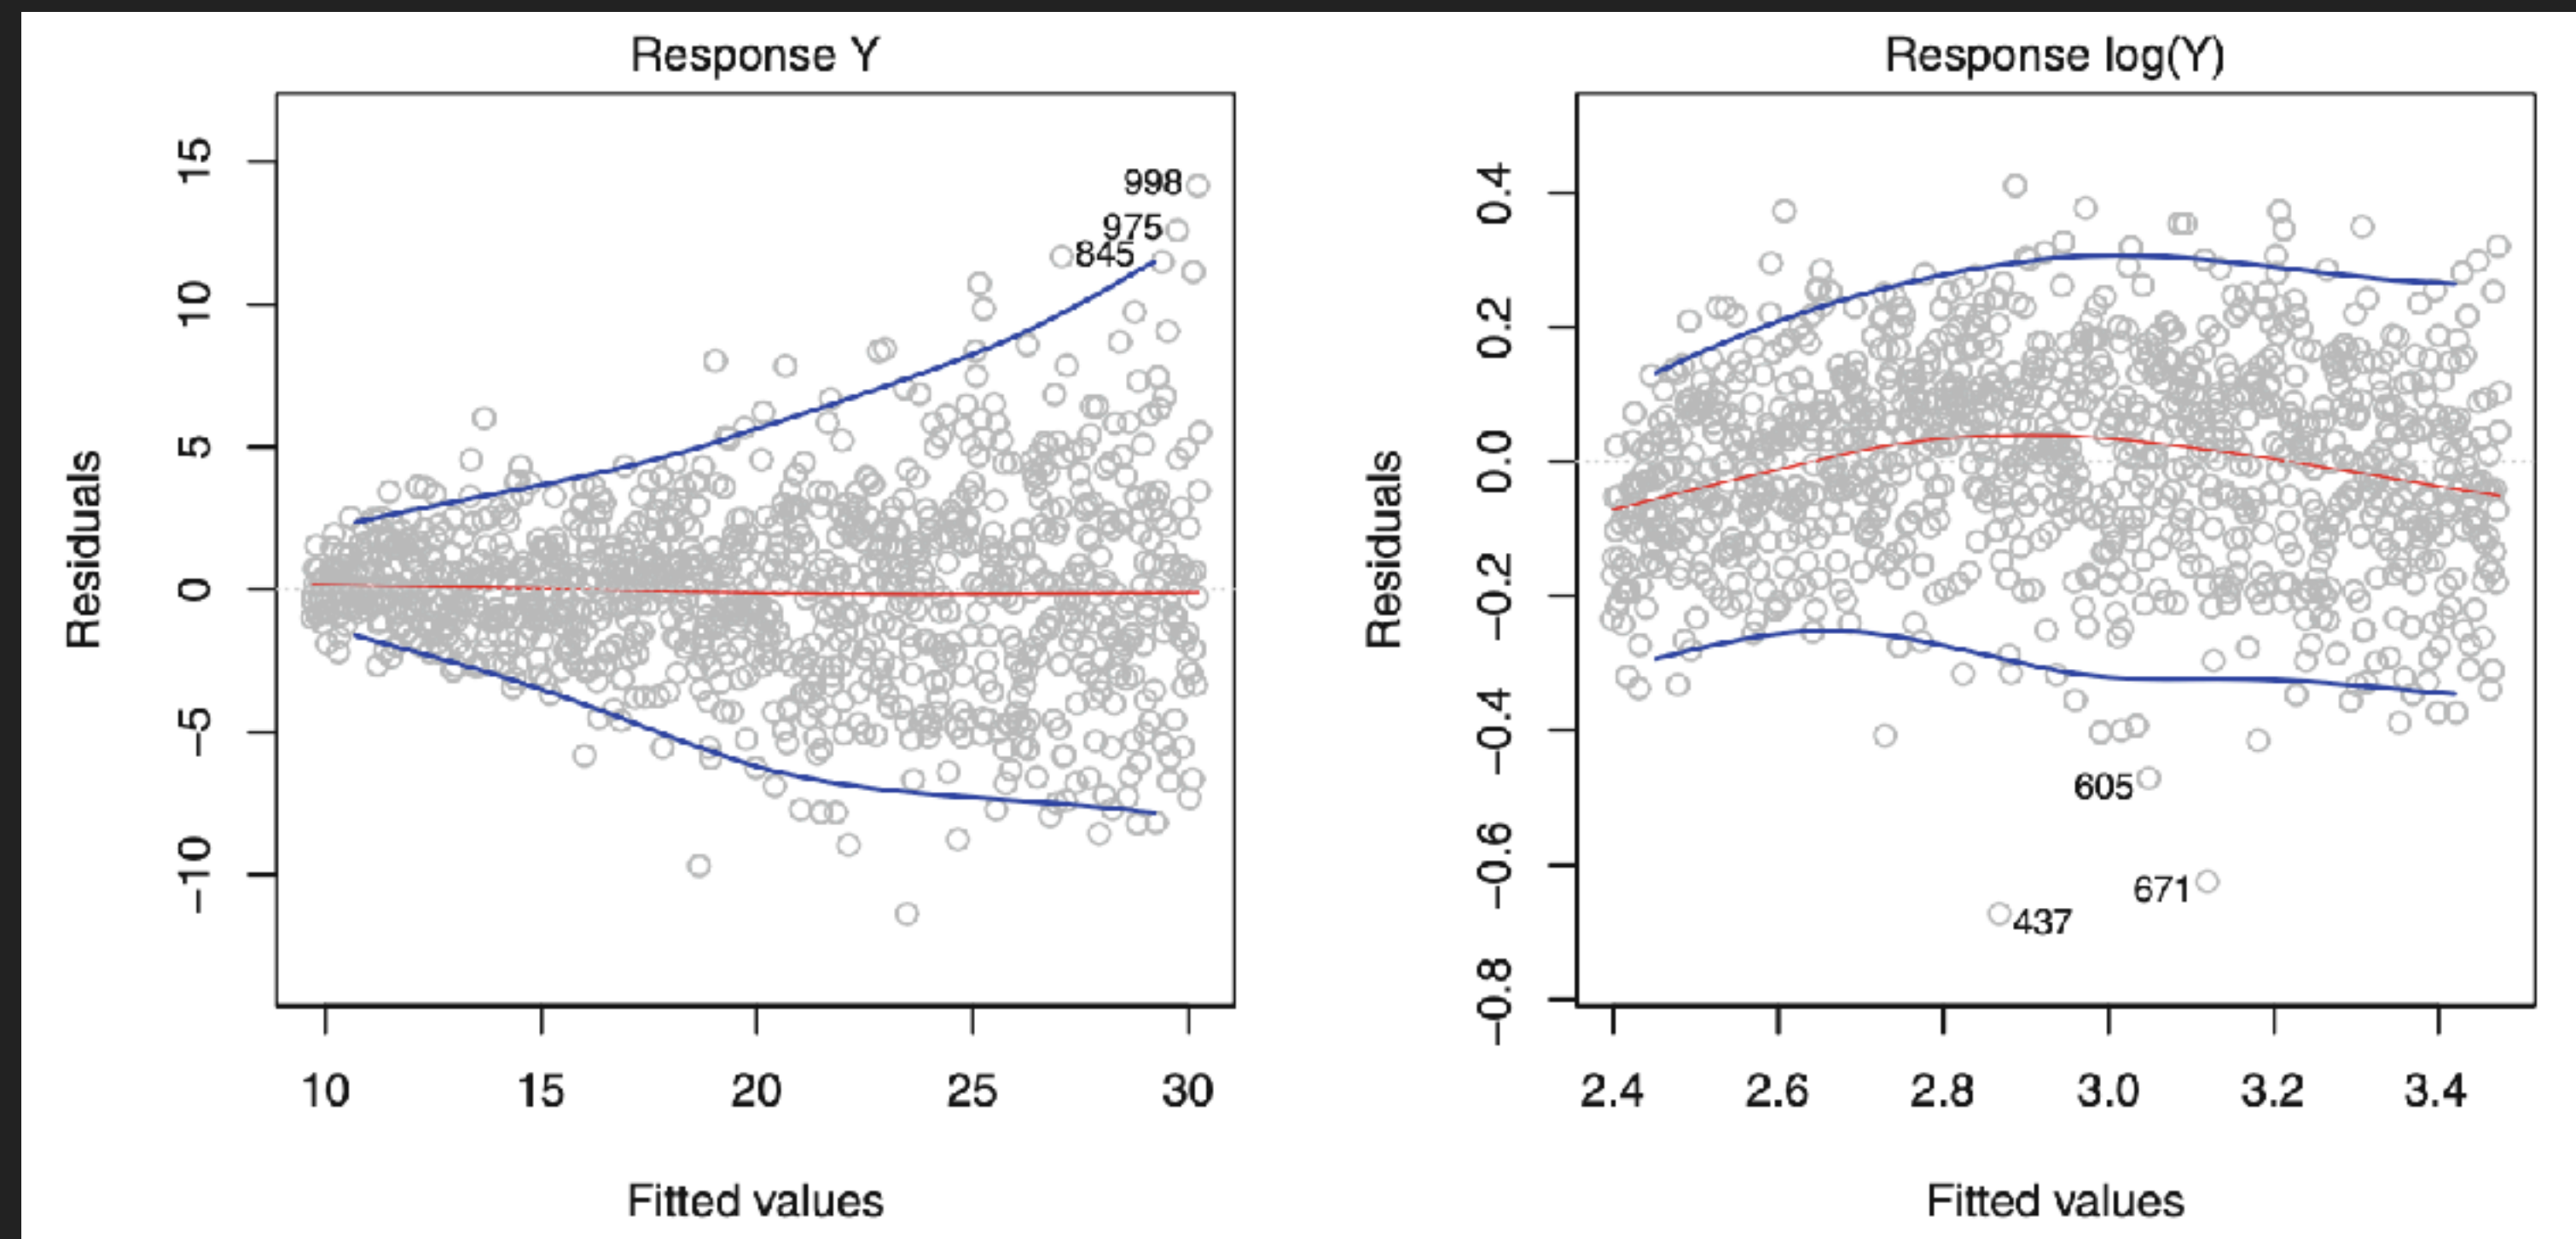 Response Y
15
10
5
0
−5
−10
Residuals
998
975
845
10 15 20 25 30
Fitted values
Response log(Y)
0.4
0.2
0.0
−0.2
−0.4
−0.6
−0.8
Residuals
605
671
437
2.4 2.6 2.8 3.0 3.2 3.4
Fitted values